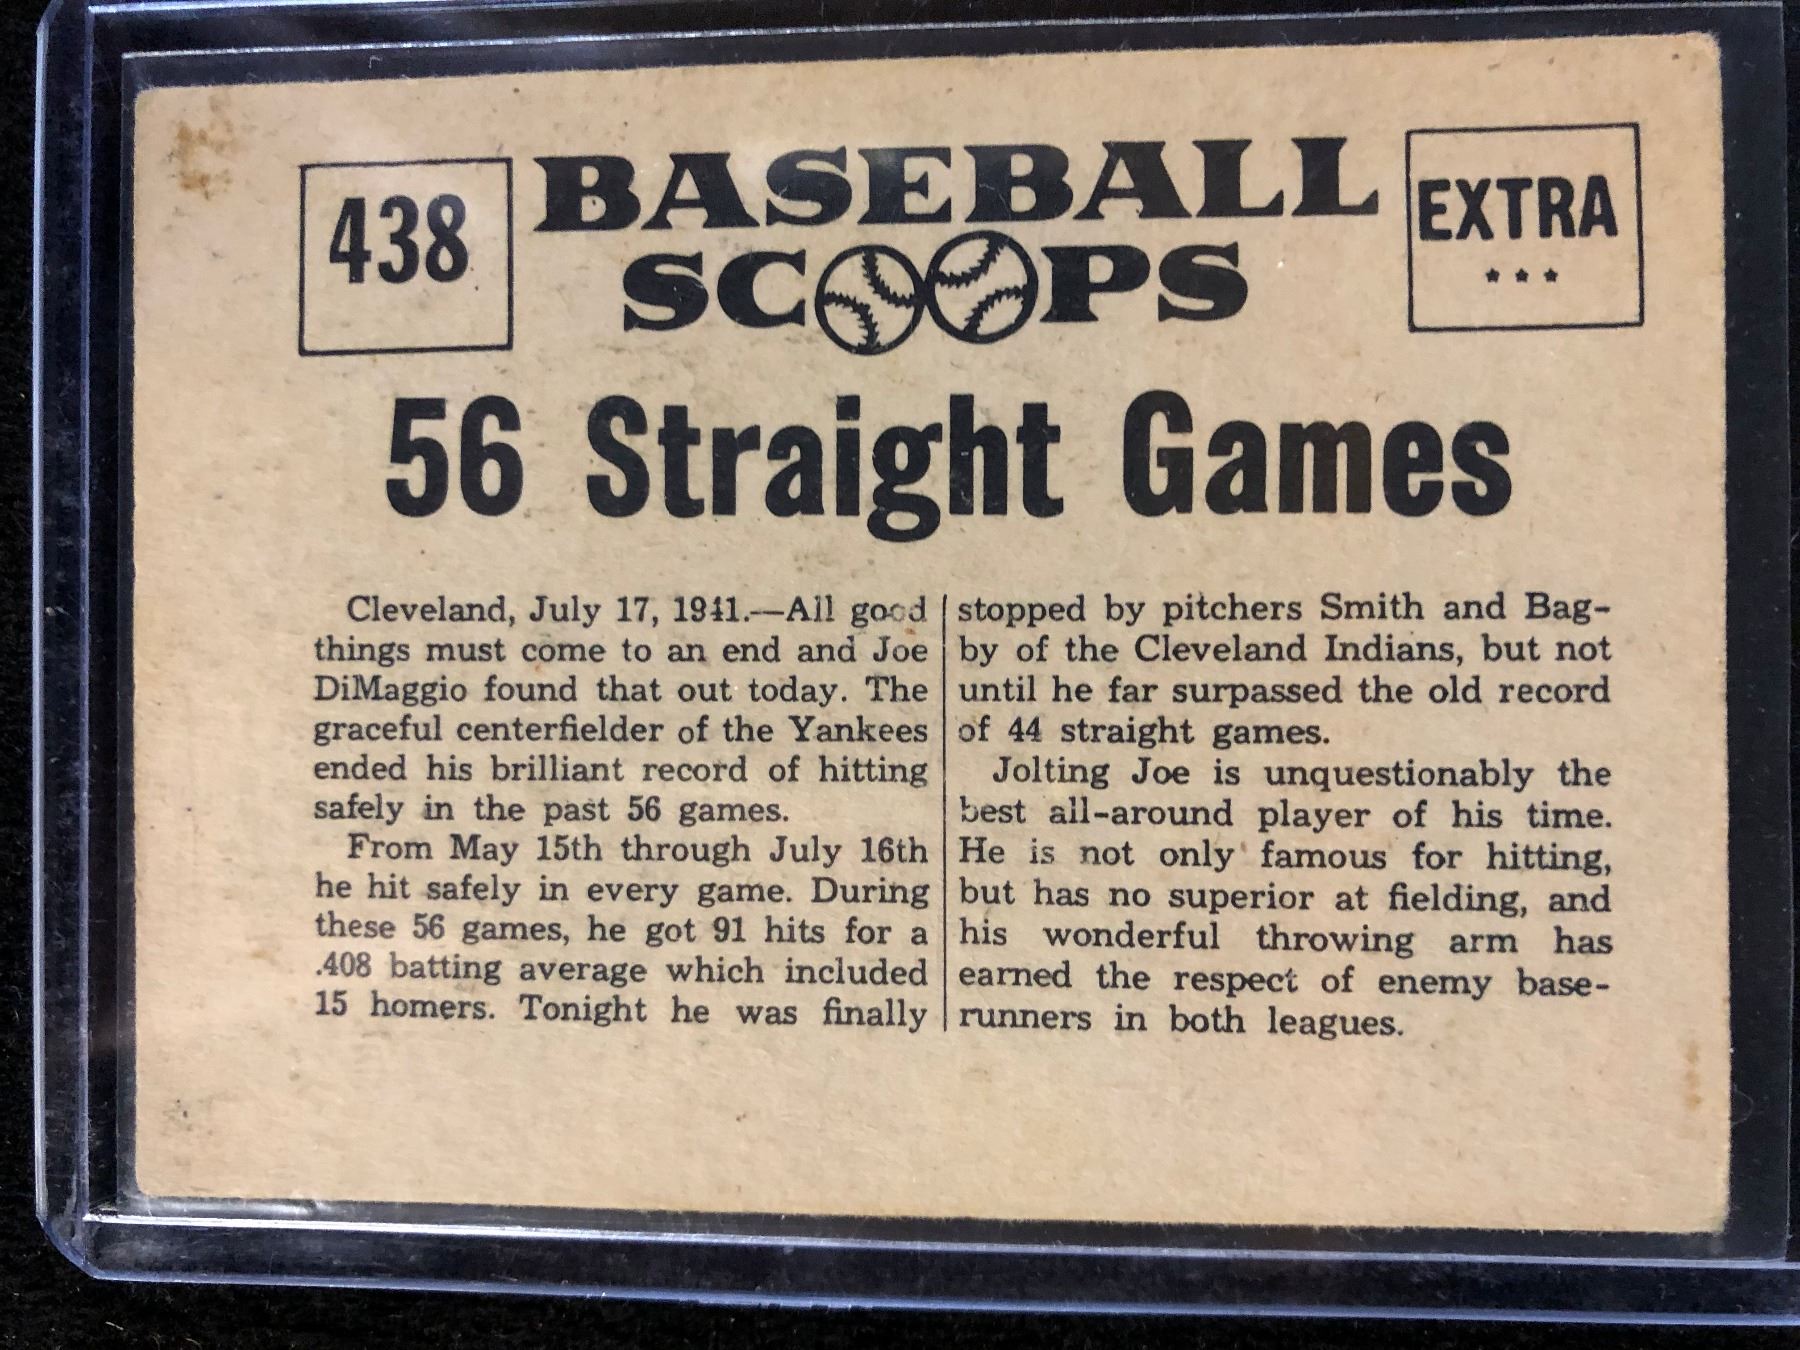 438
BASEBALL
SCOOPS
EXTRA
***
56 Straight Games
Cleveland, July 17, 1941.—All good
things must come to an end and Joe
DiMaggio found that out today. The
graceful centerfielder of the Yankees
ended his brilliant record of hitting
safely in the past 56 games.
From May 15th through July 16th
he hit safely in every game. During
these 56 games, he got 91 hits for a
.408 batting average which included
15 homers. Tonight he was finally
stopped by pitchers Smith and Bag-
by of the Cleveland Indians, but not
until he far surpassed the old record
of 44 straight games.
Jolting Joe is unquestionably the
best all-around player of his time.
He is not only famous for hitting,
but has no superior at fielding, and
his wonderful throwing arm has
earned the respect of enemy base-
runners in both leagues.